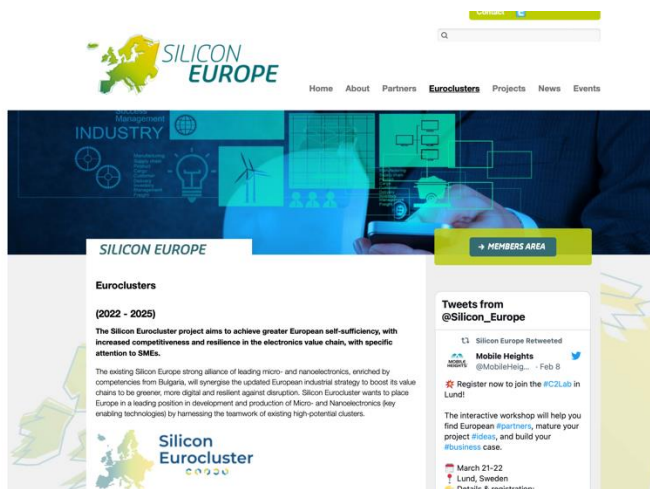 Contact
SILICON
EUROPE
Home About Partners Euroclusters Projects News Events
Management
INDUSTRY
SILICON EUROPE
→ MEMBERS AREA
Euroclusters
(2022 - 2025)
The Silicon Eurocluster project aims to achieve greater European self-sufficiency, with
increased competitiveness and resilience in the electronics value chain, with specific
attention to SMEs.
The existing Silicon Europe strong alliance of leading micro- and nanoelectronics, enriched by
competencies from Bulgaria, will synergise the updated European industrial strategy to boost its value
chains to be greener, more digital and resilient against disruption. Silicon Eurocluster wants to place
Europe in a leading position in development and production of Micro- and Nanoelectronics (key
enabling technologies) by harnessing the teamwork of existing high-potential clusters.
Silicon
Eurocluster
Tweets from
@Silicon_Europe
Silicon Europe Retweeted
MOBILE
HEIGHTS
Mobile Heights
@MobileHeig... · Feb 8
Register now to join the #C2Lab in
Lund!
The interactive workshop will help you
find European #partners, mature your
project #ideas, and build your
#business case.
March 21-22
Lund, Sweden
Details & registration: